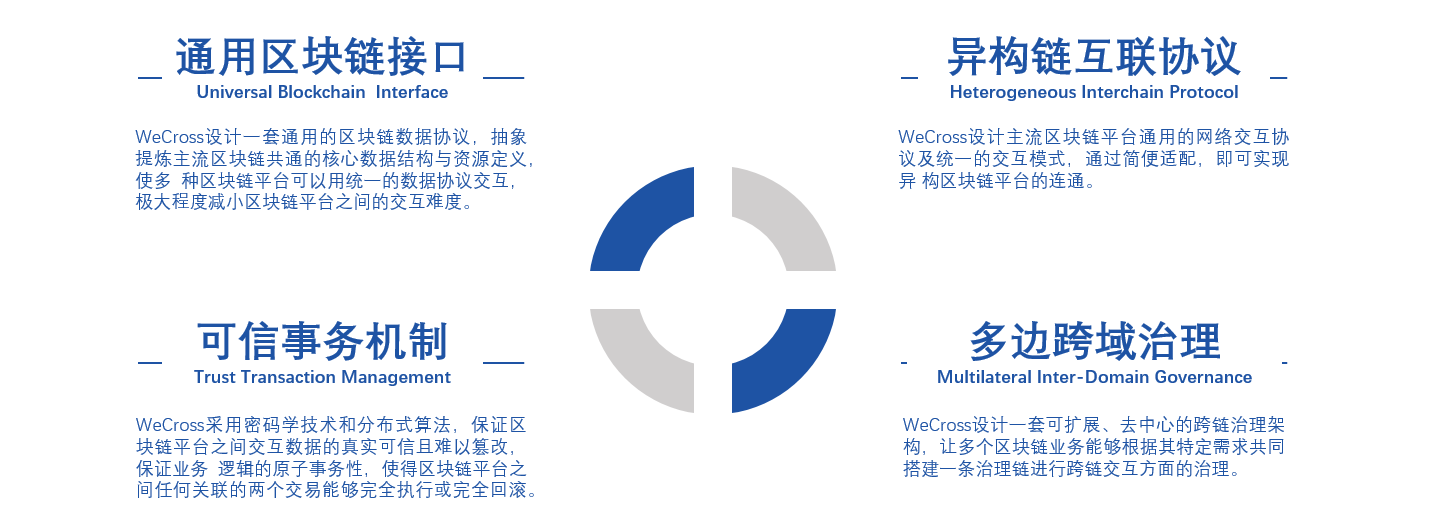 通用区块链接口
Universal Blockchain Interface
WeCross设计一套通用的区块链数据协议，抽象
提炼主流区块链共通的核心数据结构与资源定义，
使多 种区块链平台可以用统一的数据协议交互，
极大程度减小区块链平台之间的交互难度。
异构链互联协议
Heterogeneous Interchain Protocol
WeCross设计主流区块链平台通用的网络交互协
议及统一的交互模式，通过简便适配，即可实现
异 构区块链平台的连通。
可信事务机制
Trust Transaction Management
WeCross采用密码学技术和分布式算法，保证区
块链平台之间交互数据的真实可信且难以篡改，
保证业务 逻辑的原子事务性，使得区块链平台之
间任何关联的两个交易能够完全执行或完全回滚。
多边跨域治理
Multilateral Inter-Domain Governance
WeCross设计一套可扩展、去中心的跨链治理架
构，让多个区块链业务能够根据其特定需求共同
搭建一条治理链进行跨链交互方面的治理。